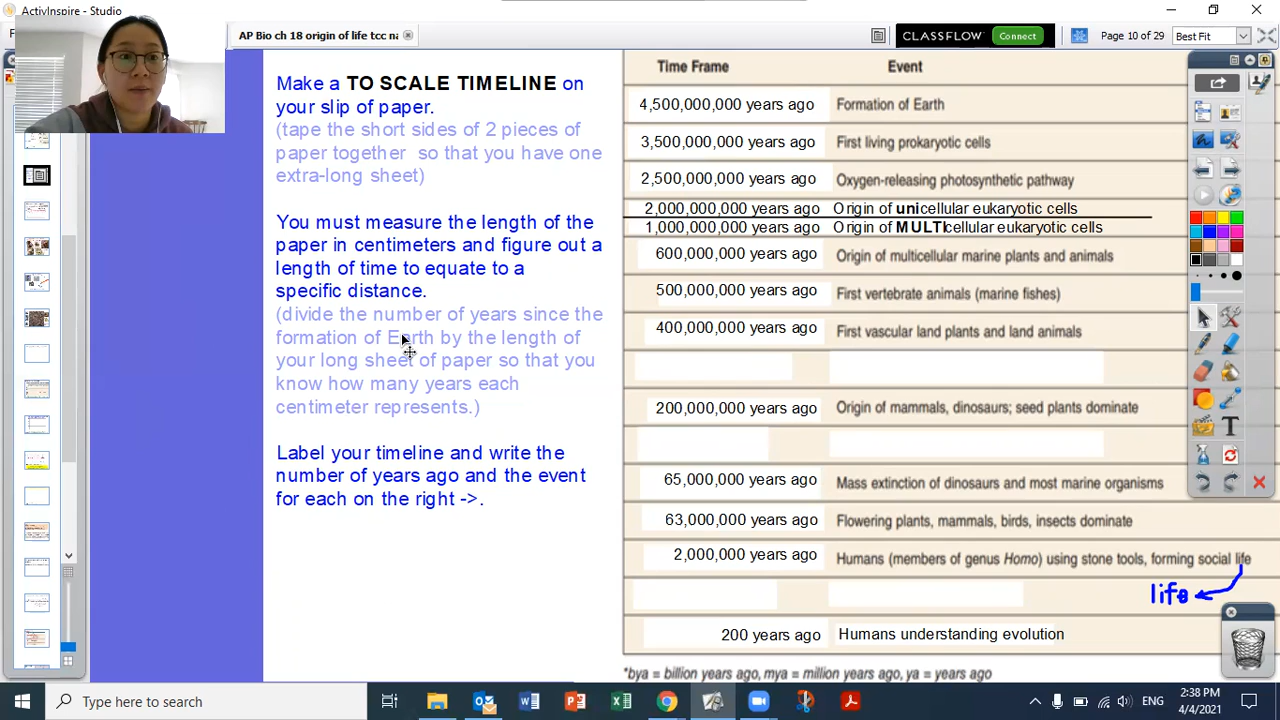 ActivInspire - Studio
AP Bio ch 18 origin of life tcc na
CLASSFLOW Connect
Page 10 of 29
Best Fit
Make a TO SCALE TIMELINE on
your slip of paper.
(tape the short sides of 2 pieces of
paper together so that you have one
extra-long sheet)
You must measure the length of the
paper in centimeters and figure out a
length of time to equate to a
specific distance.
(divide the number of years since the
formation of Earth by the length of
your long sheet of paper so that you
know how many years each
centimeter represents.)
Label your timeline and write the
number of years ago and the event
for each on the right ->.
Time Frame Event
4,500,000,000 years ago Formation of Earth
3,500,000,000 years ago First living prokaryotic cells
2,500,000,000 years ago Oxygen-releasing photosynthetic pathway
2,000,000,000 years ago Origin of unicellular eukaryotic cells
1,000,000,000 years ago Origin of MULTIcellular eukaryotic cells
600,000,000 years ago Origin of multicellular marine plants and animals
500,000,000 years ago First vertebrate animals (marine fishes)
400,000,000 years ago First vascular land plants and land animals
200,000,000 years ago Origin of mammals, dinosaurs; seed plants dominate
65,000,000 years ago Mass extinction of dinosaurs and most marine organisms
63,000,000 years ago Flowering plants, mammals, birds, insects dominate
2,000,000 years ago Humans (members of genus Homo) using stone tools, forming social life
life
200 years ago Humans understanding evolution
*bya = billion years ago, mya = million years ago, ya = years ago
Type here to search
ENG
2:38 PM
4/4/2021